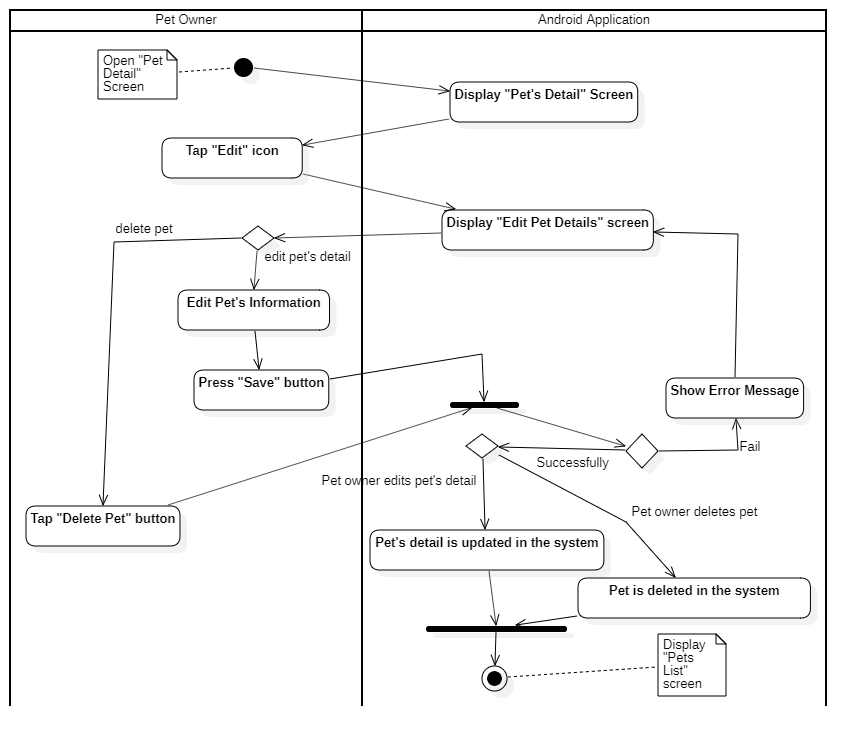 Pet Owner
Android Application
Open "Pet
Detail"
Screen
Display "Pet's Detail" Screen
Tap "Edit" icon
Display "Edit Pet Details" screen
delete pet
edit pet's detail
Edit Pet's Information
Press "Save" button
Show Error Message
Fail
Successfully
Pet owner edits pet's detail
Tap "Delete Pet" button
Pet owner deletes pet
Pet's detail is updated in the system
Pet is deleted in the system
Display
"Pets
List"
screen